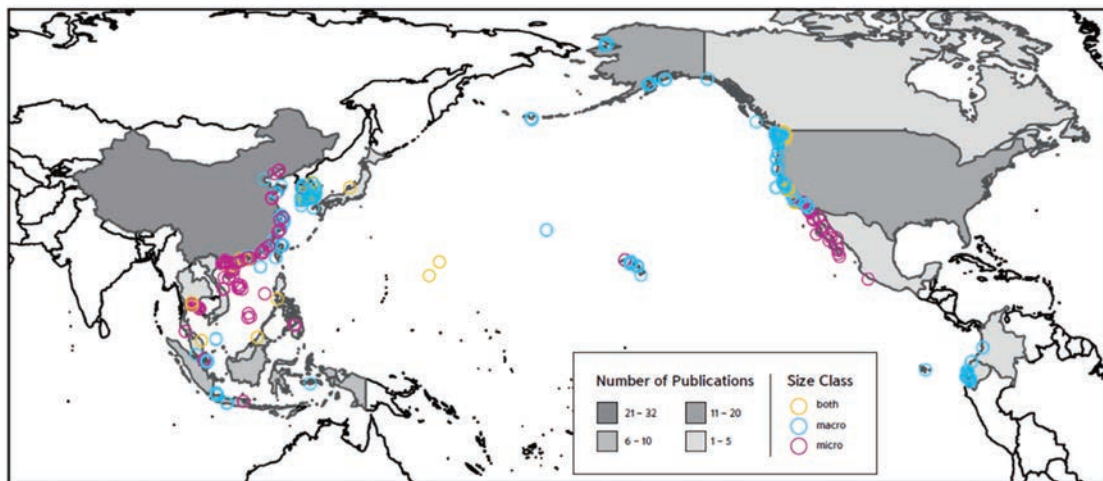 Number of Publications
Size Class
21 – 32
11 – 20
both
6 – 10
1 – 5
macro
micro